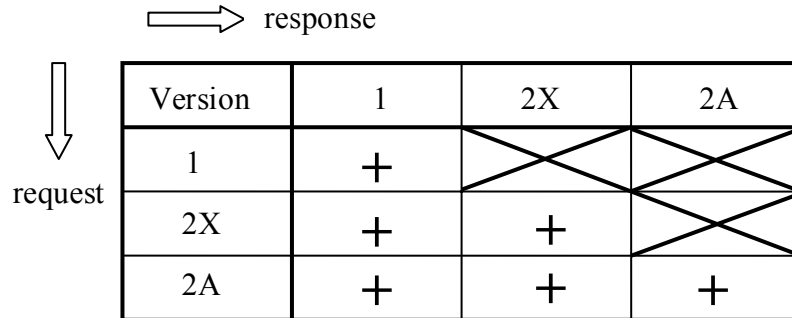 response
Version 1 2X 2A
1 +
request
2X + +
2A + + +